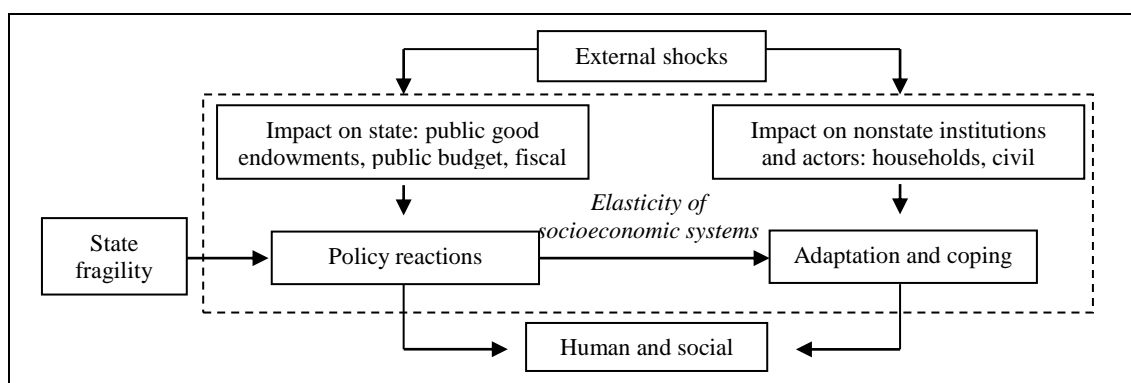 External shocks
Impact on state: public good
endowments, public budget, fiscal
Impact on nonstate institutions
and actors: households, civil
Elasticity of
socioeconomic systems
State
fragility
Policy reactions
Adaptation and coping
Human and social